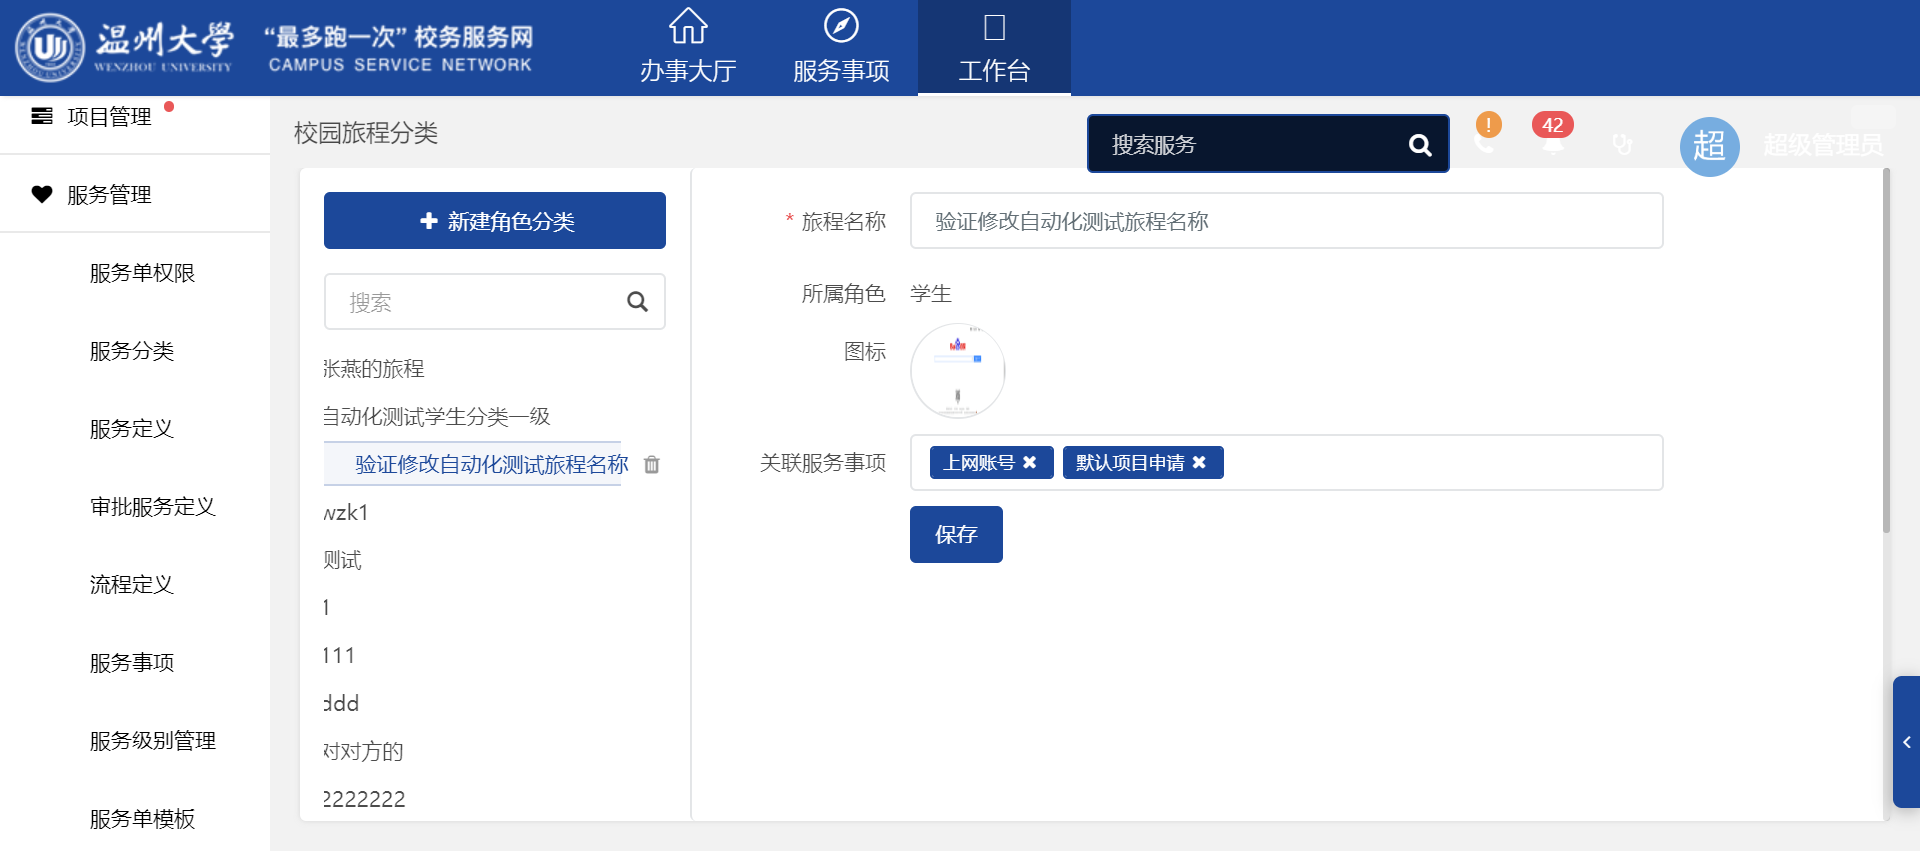 温州大学
WENZHOU UNIVERSITY
“最多跑一次”校务服务网
CAMPUS SERVICE NETWORK
办事大厅
服务事项
工作台
项目管理
服务管理
服务单权限
服务分类
服务定义
审批服务定义
流程定义
服务事项
服务级别管理
服务单模板
校园旅程分类
搜索服务
!
42
超
超级管理员
新建角色分类
搜索
张燕的旅程
自动化测试学生分类一级
验证修改自动化测试旅程名称
wzk1
测试
1
111
ddd
对对方的
2222222
* 旅程名称
验证修改自动化测试旅程名称
所属角色
学生
图标
关联服务事项
上网账号 ✖
默认项目申请 ✖
保存